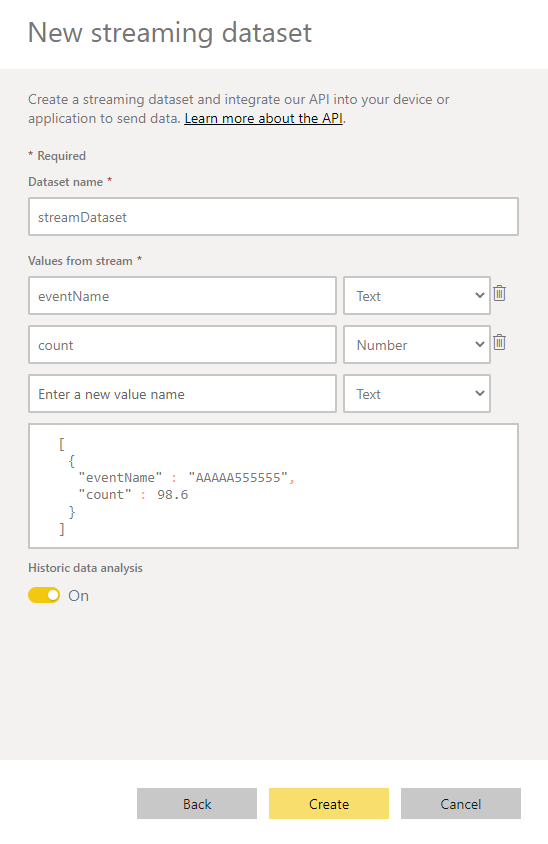 New streaming dataset
Create a streaming dataset and integrate our API into your device or
application to send data. Learn more about the API.
* Required
Dataset name *
streamDataset
Values from stream *
eventName Text
count Number
Enter a new value name Text
[
{
"eventName" : "AAAAA555555",
"count" : 98.6
}
]
Historic data analysis
On
Back Create Cancel